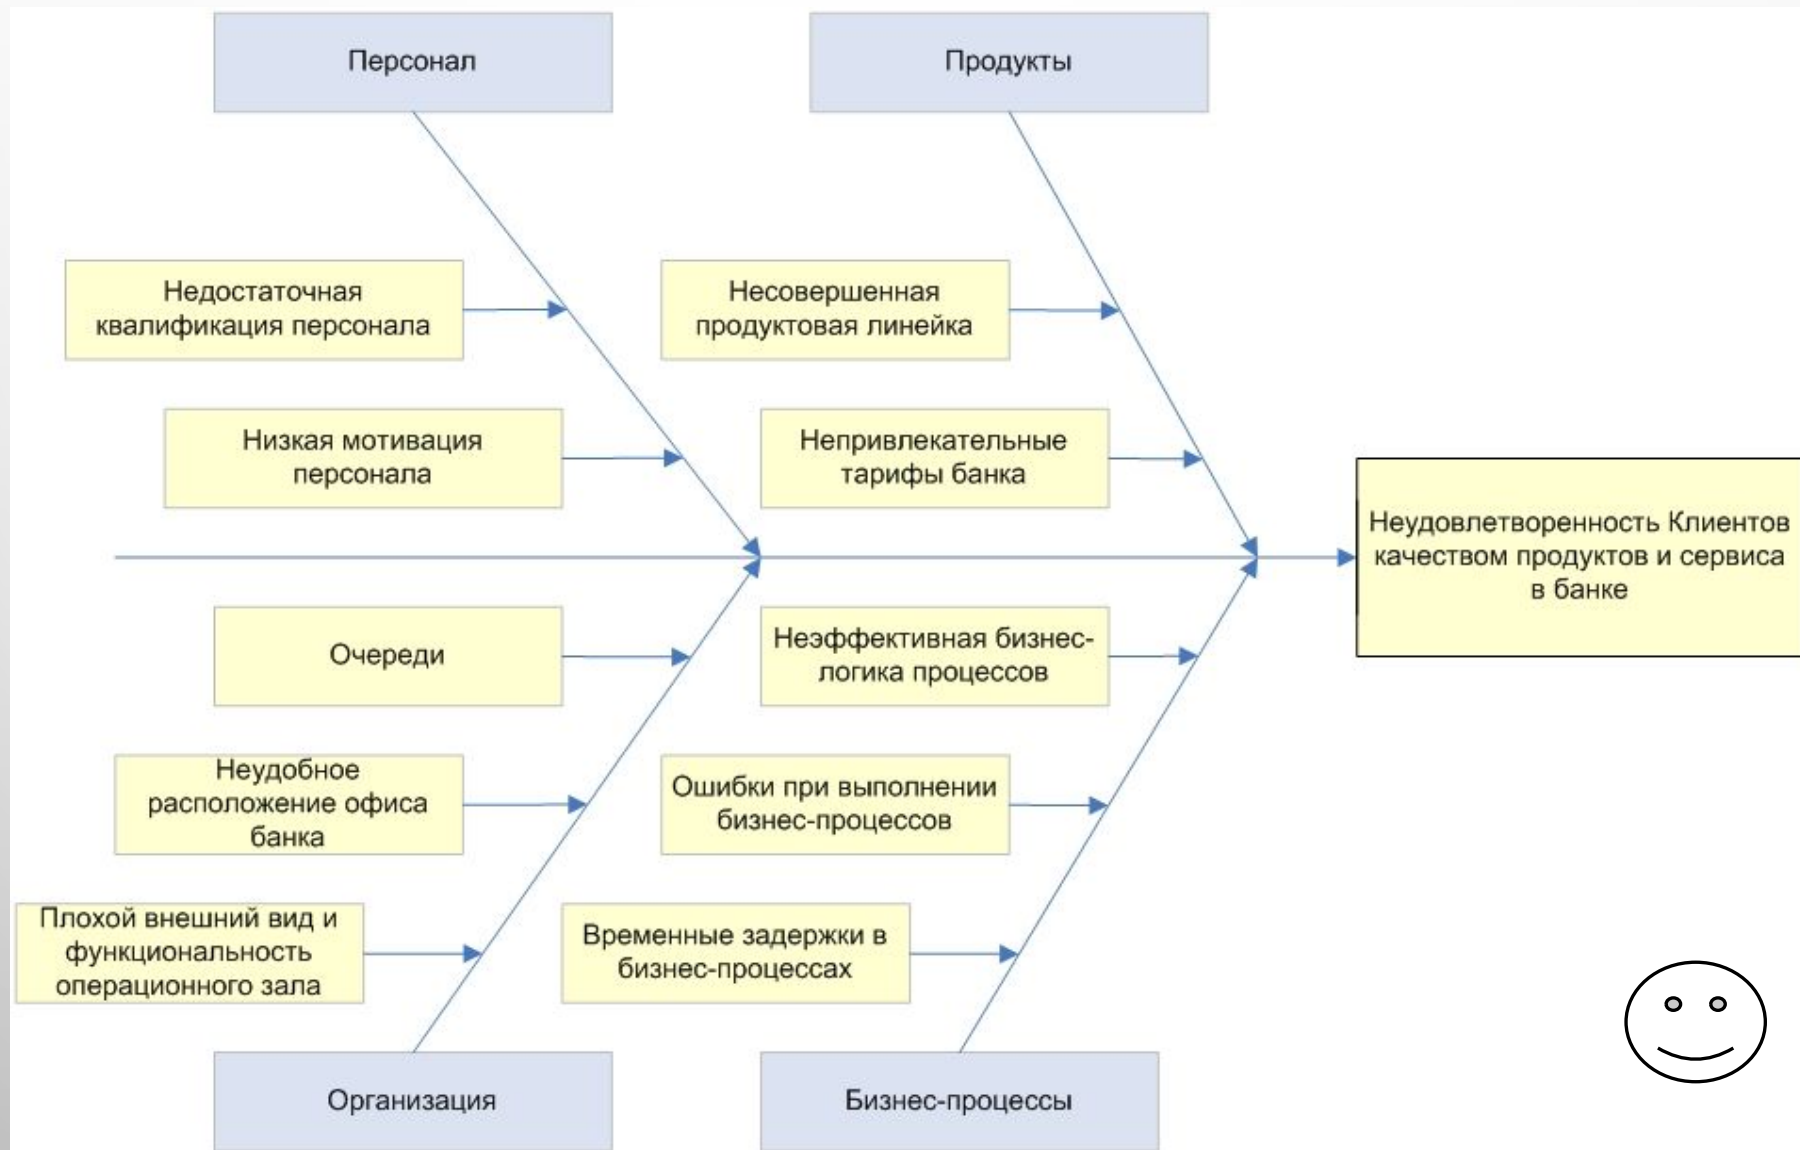 Персонал
Продукты
Недостаточная
квалификация персонала
Несовершенная
продуктовая линейка
Низкая мотивация
персонала
Непривлекательные
тарифы банка
Неудовлетворенность Клиентов
качеством продуктов и сервиса
в банке
Очереди
Неэффективная бизнес-
логика процессов
Неудобное
расположение офиса
банка
Ошибки при выполнении
бизнес-процессов
Плохой внешний вид и
функциональность
операционного зала
Временные задержки в
бизнес-процессах
Организация
Бизнес-процессы